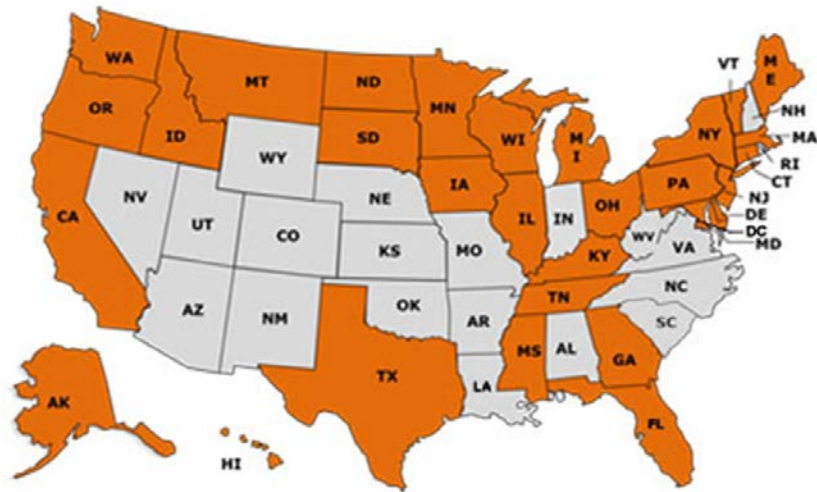 WA
MT
ND
MN
OR
ID
SD
WI
M
I
WY
IA
NE
NV
UT
CO
CA
KS
MO
IL
IN
OH
KY
WV
VA
PA
NY
VT
M
E
NH
MA
RI
CT
NJ
DE
DC
MD
NC
TN
SC
AZ
NM
OK
AR
MS
AL
GA
LA
TX
FL
AK
HI